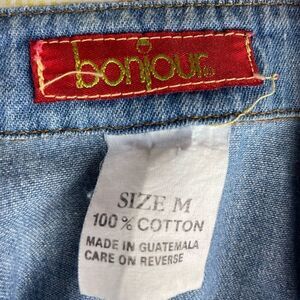 bonjour
SIZE M
100% COTTON
MADE IN GUATEMALA
CARE ON REVERSE